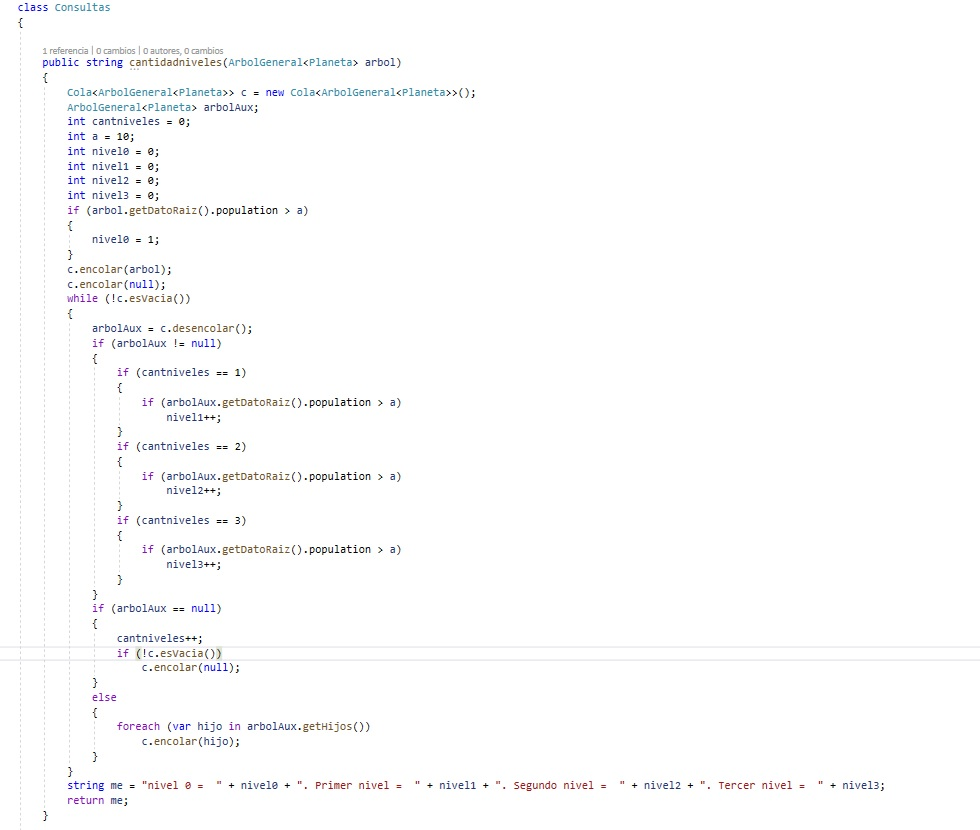 class Consultas
{
1 referencia | 0 cambios | 0 autores, 0 cambios
public string cantidadniveles(ArbolGeneral<Planeta> arbol)
{
Cola<ArbolGeneral<Planeta>> c = new Cola<ArbolGeneral<Planeta>>();
ArbolGeneral<Planeta> arbolAux;
int cantniveles = 0;
int a = 10;
int nivel0 = 0;
int nivel1 = 0;
int nivel2 = 0;
int nivel3 = 0;
if (arbol.getDatoRaiz().population > a)
{
nivel0 = 1;
}
c.encolar(arbol);
c.encolar(null);
while (!c.esVacia())
{
arbolAux = c.desencolar();
if (arbolAux != null)
{
if (cantniveles == 1)
{
if (arbolAux.getDatoRaiz().population > a)
nivel1++;
}
if (cantniveles == 2)
{
if (arbolAux.getDatoRaiz().population > a)
nivel2++;
}
if (cantniveles == 3)
{
if (arbolAux.getDatoRaiz().population > a)
nivel3++;
}
}
if (arbolAux == null)
{
cantniveles++;
if (!c.esVacia())
c.encolar(null);
}
else
{
foreach (var hijo in arbolAux.getHijos())
c.encolar(hijo);
}
}
string me = "nivel 0 =  " + nivel0 + ". Primer nivel =  " + nivel1 + ". Segundo nivel =  " + nivel2 + ". Tercer nivel =  " + nivel3;
return me;
}